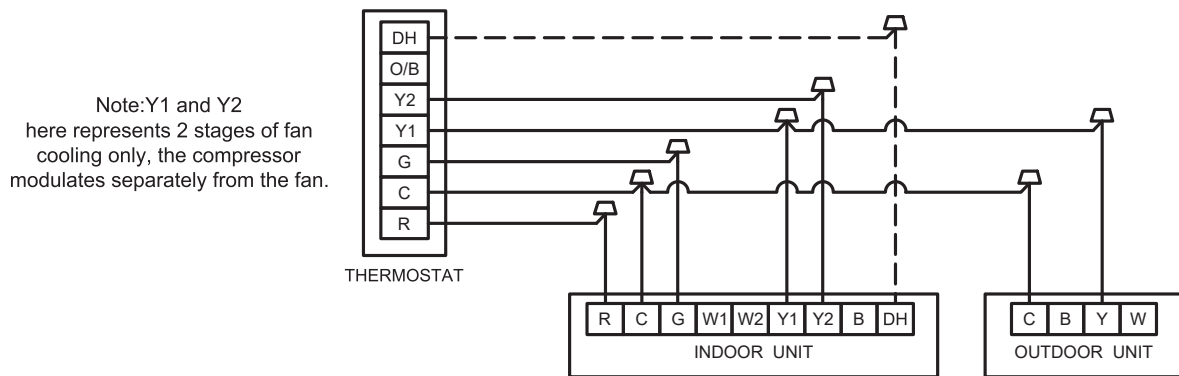 Note:Y1 and Y2
here represents 2 stages of fan
cooling only, the compressor
modulates separately from the fan.
DH
O/B
Y2
Y1
G
C
R
THERMOSTAT
R C G W1 W2 Y1 Y2 B DH
INDOOR UNIT
C B Y W
OUTDOOR UNIT